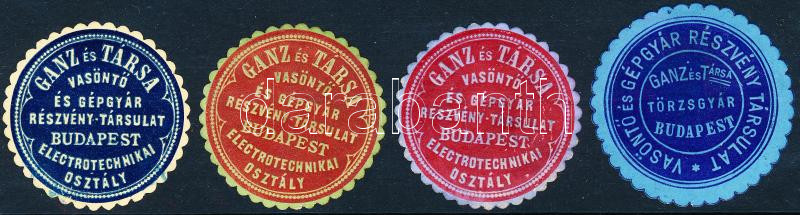 GANZ ÉS TÁRSA
VASÖNTŐ
ÉS GÉPGYÁR
RÉSZVÉNY-TÁRSULAT
BUDAPEST
ELECTROTECHNIKAI
OSZTÁLY
GANZ ÉS TÁRSA
VASÖNTŐ
ÉS GÉPGYÁR
RÉSZVÉNY-TÁRSULAT
BUDAPEST
ELECTROTECHNIKAI
OSZTÁLY
GANZ ÉS TÁRSA
VASÖNTŐ
ÉS GÉPGYÁR
RÉSZVÉNY-TÁRSULAT
BUDAPEST
ELECTROTECHNIKAI
OSZTÁLY
VASÖNTŐ ÉS GÉPGYÁR RÉSZVÉNY TÁRSULAT *
GANZ ÉS TÁRSA
TÖRZSGYÁR
BUDAPEST
darabanth